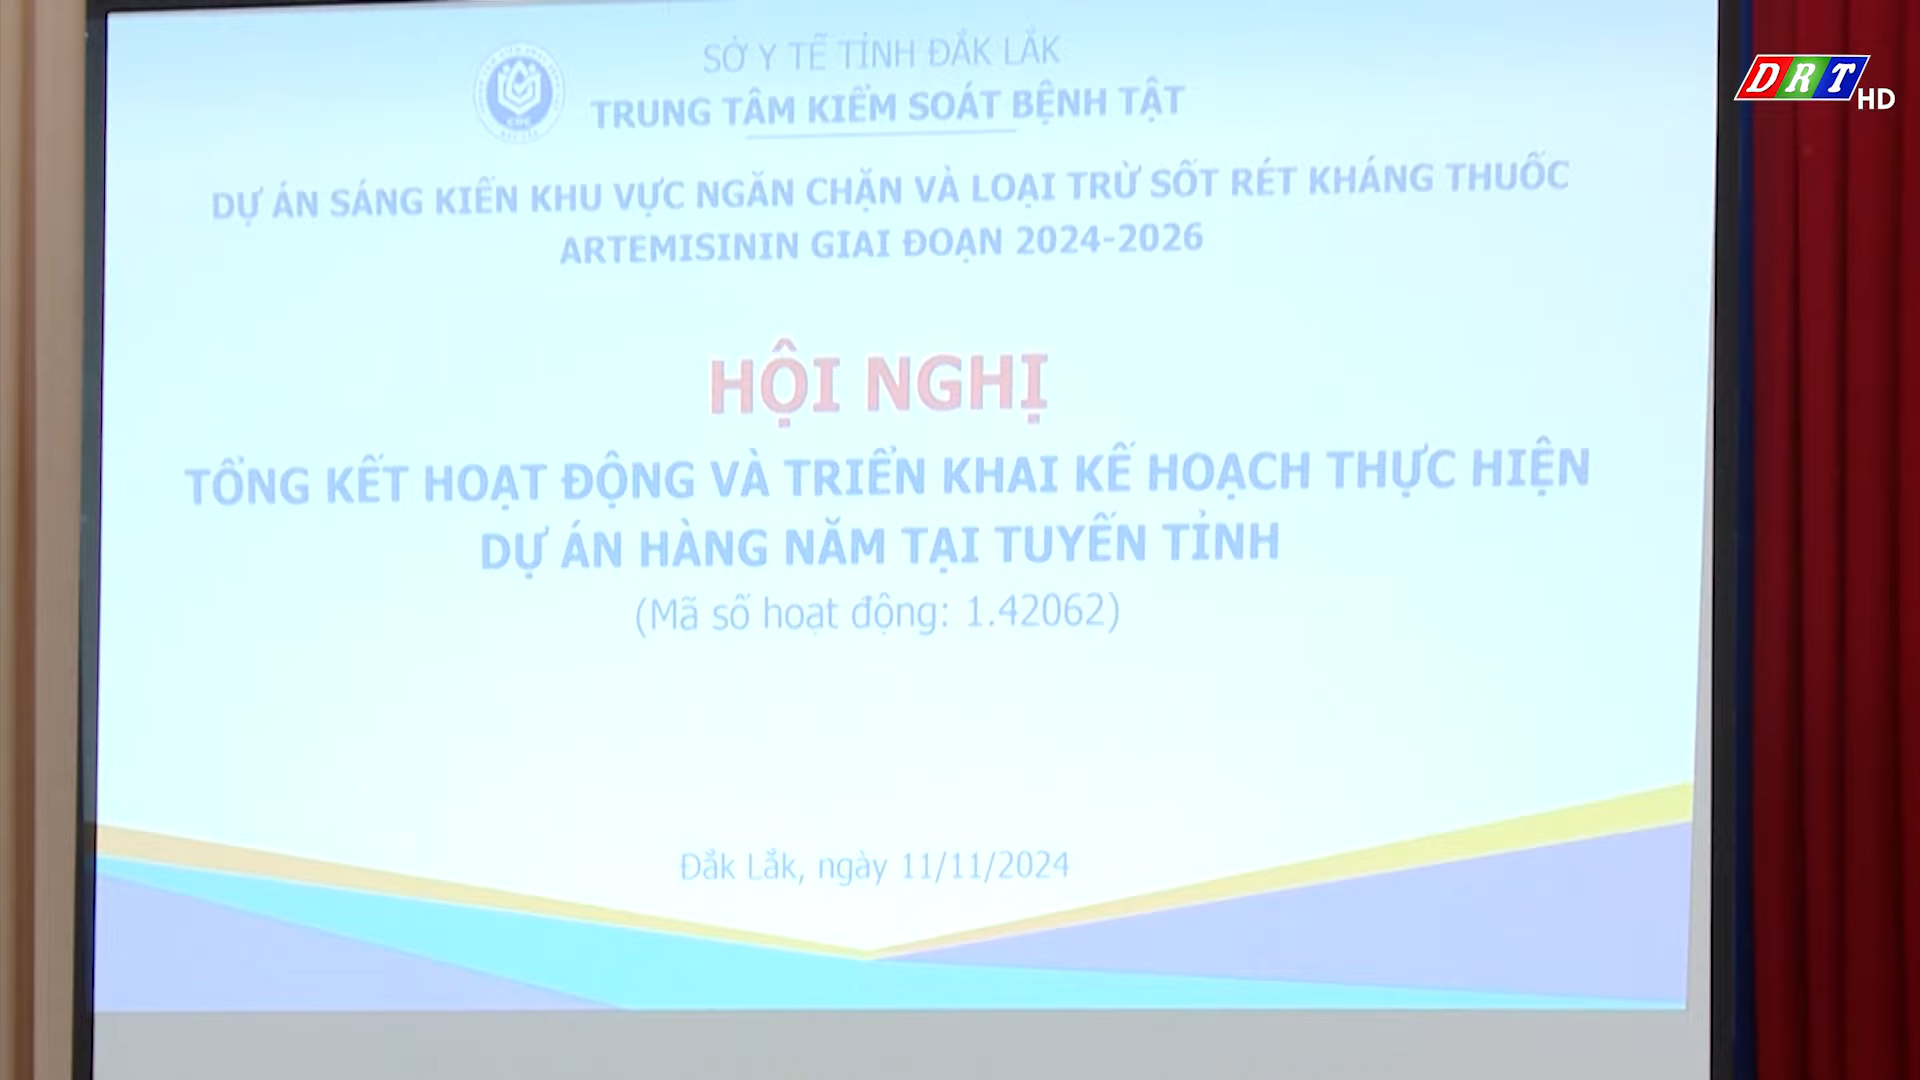 SỞ Y TẾ TỈNH ĐẮK LẮK
TRUNG TÂM KIỂM SOÁT BỆNH TẬT
CDC
DỰ ÁN SÁNG KIẾN KHU VỰC NGĂN CHẶN VÀ LOẠI TRỪ SỐT RÉT KHÁNG THUỐC
ARTEMISININ GIAI ĐOẠN 2024-2026
HỘI NGHỊ
TỔNG KẾT HOẠT ĐỘNG VÀ TRIỂN KHAI KẾ HOẠCH THỰC HIỆN
DỰ ÁN HÀNG NĂM TẠI TUYẾN TỈNH
(Mã số hoạt động: 1.42062)
Đắk Lắk, ngày 11/11/2024
DRT HD